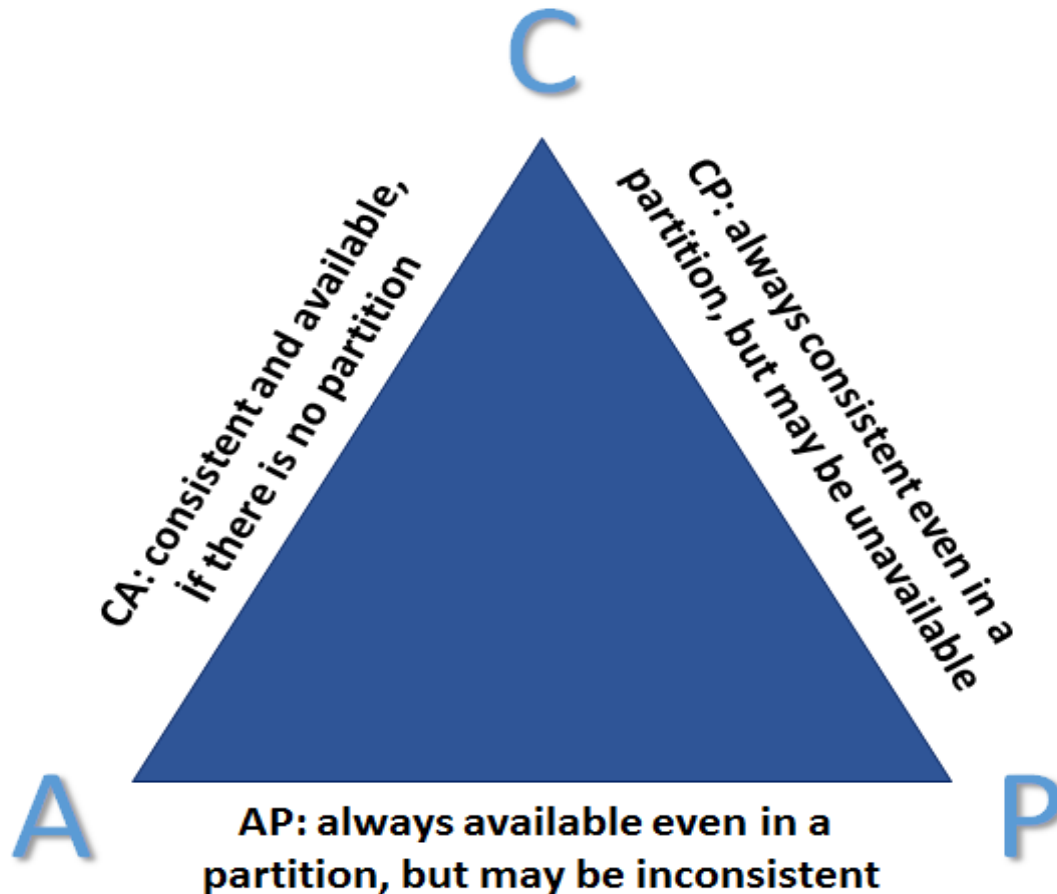 C
CA: consistent and available,
if there is no partition
CP: always consistent even in a
partition, but may be unavailable
A
P
AP: always available even in a
partition, but may be inconsistent